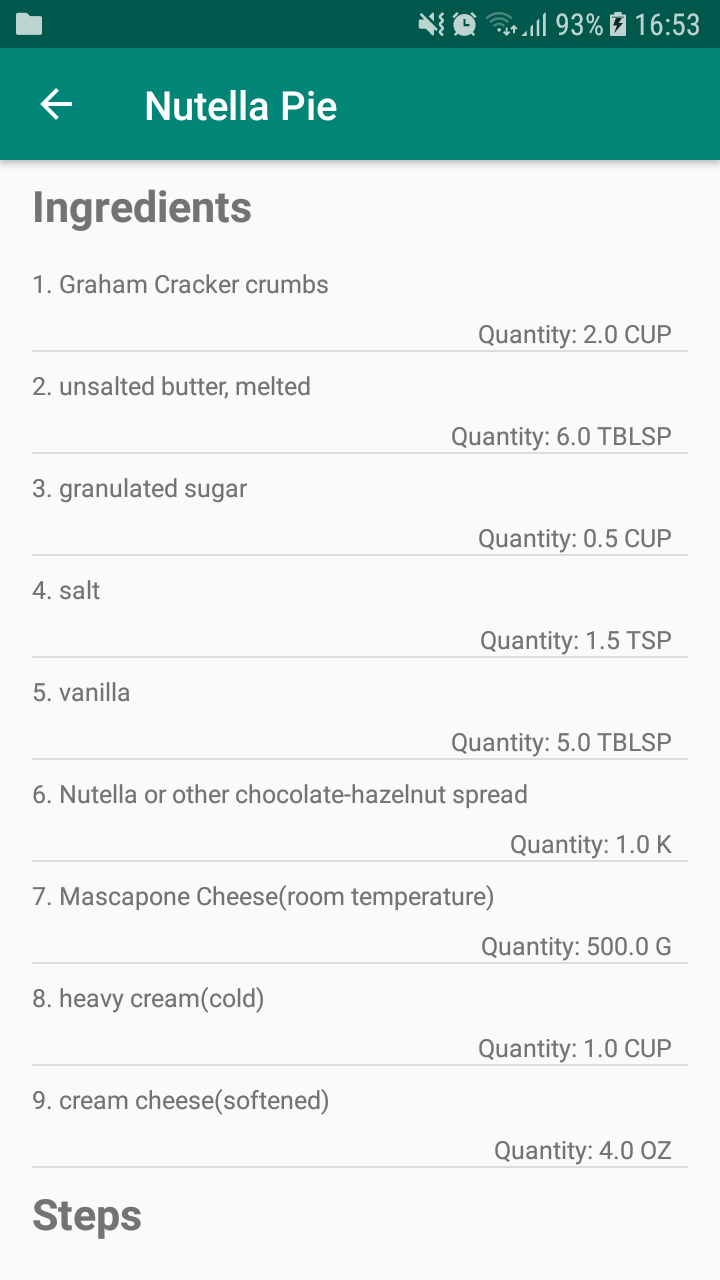 93% 16:53
Nutella Pie
Ingredients
1. Graham Cracker crumbs
Quantity: 2.0 CUP
2. unsalted butter, melted
Quantity: 6.0 TBLSP
3. granulated sugar
Quantity: 0.5 CUP
4. salt
Quantity: 1.5 TSP
5. vanilla
Quantity: 5.0 TBLSP
6. Nutella or other chocolate-hazelnut spread
Quantity: 1.0 K
7. Mascapone Cheese(room temperature)
Quantity: 500.0 G
8. heavy cream(cold)
Quantity: 1.0 CUP
9. cream cheese(softened)
Quantity: 4.0 OZ
Steps